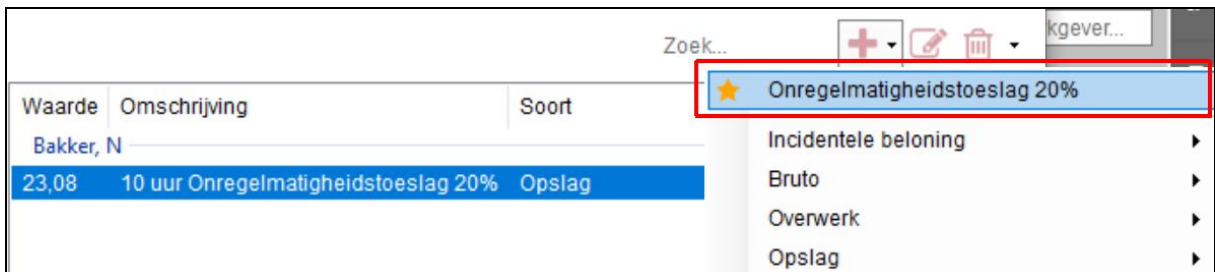 Zoek...
kgever...
Onregelmatigheidstoeslag 20%
Waarde Omschrijving Soort
Bakker, N
Incidentele beloning
23,08 10 uur Onregelmatigheidstoeslag 20% Opslag
Bruto
Overwerk
Opslag